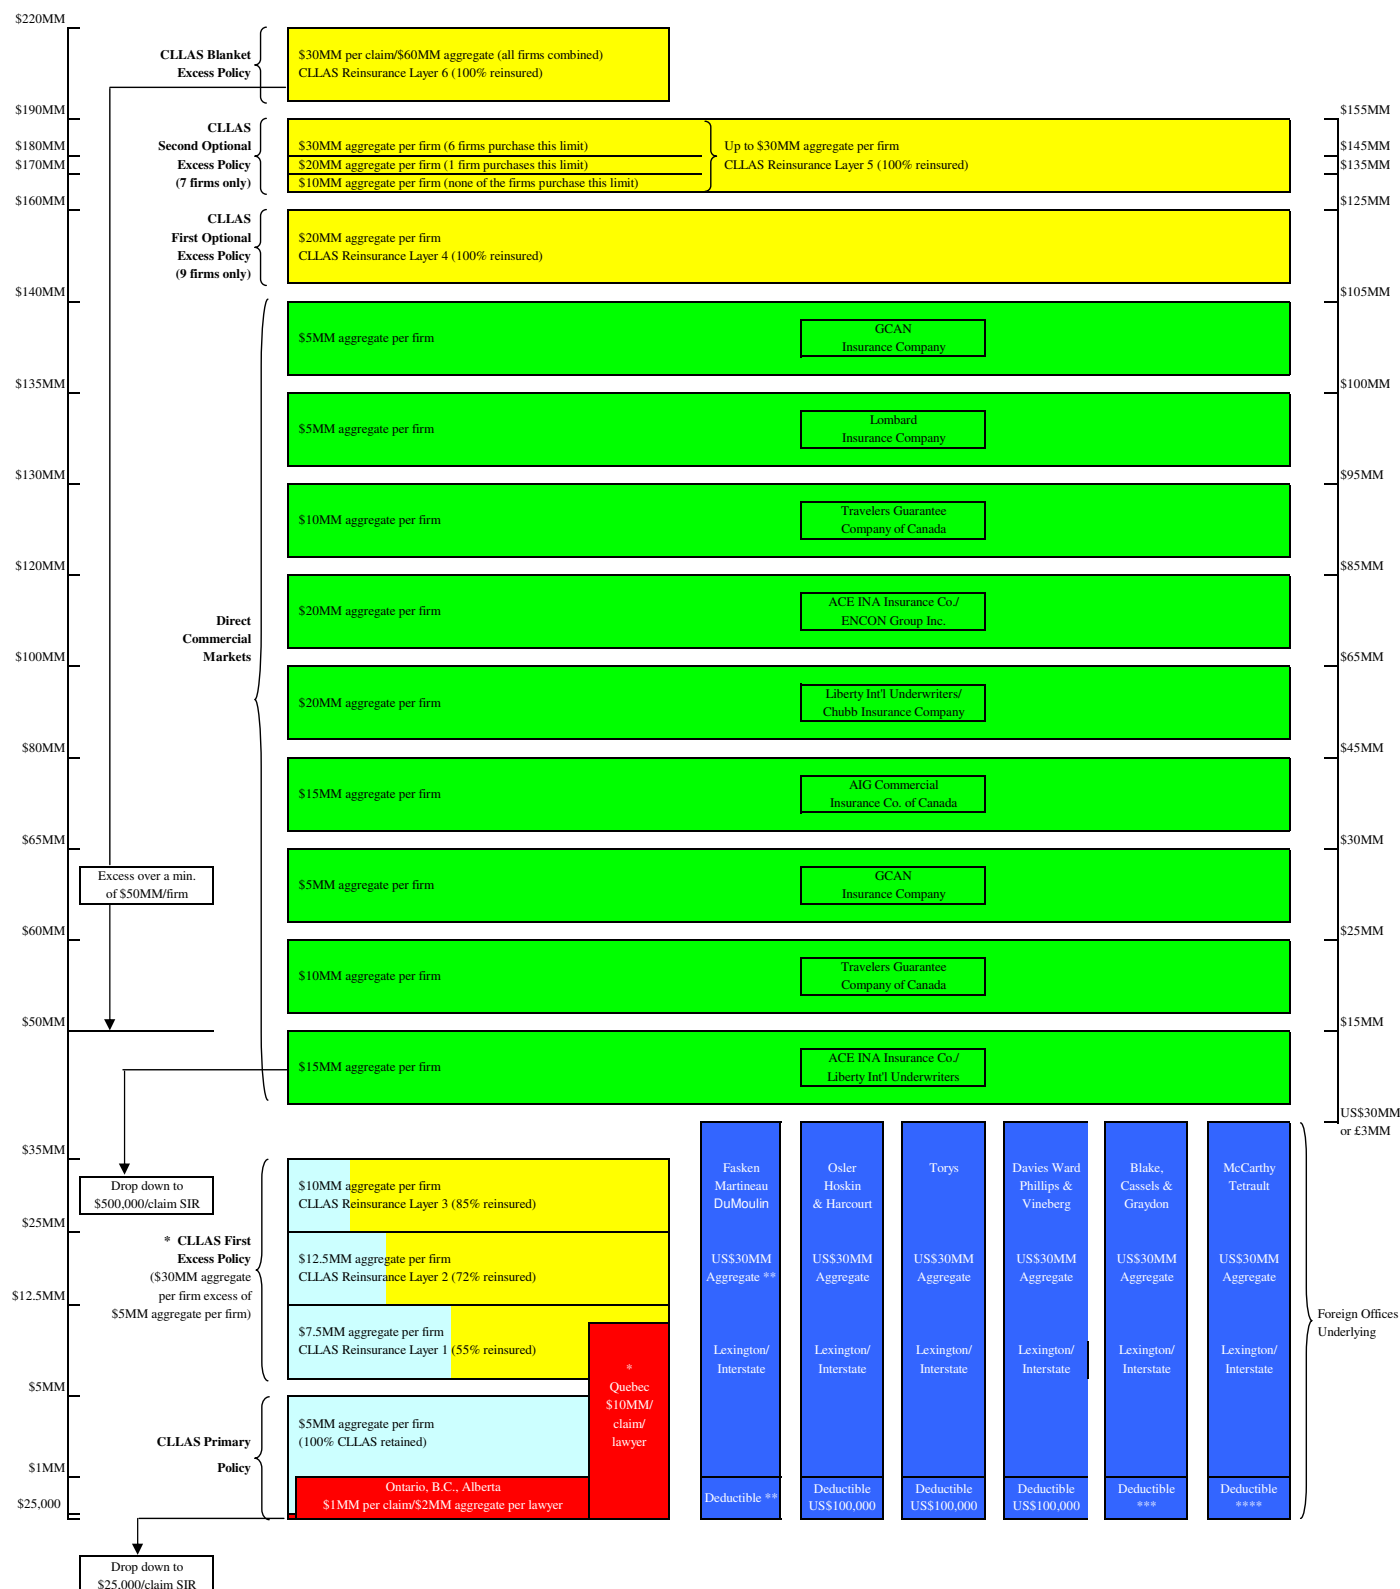 $220MM
CLLAS Blanket
Excess Policy
$30MM per claim/$60MM aggregate (all firms combined)
CLLAS Reinsurance Layer 6 (100% reinsured)
$190MM
$155MM
CLLAS
Second Optional
Excess Policy
(7 firms only)
$180MM
$170MM
$30MM aggregate per firm (6 firms purchase this limit)
$20MM aggregate per firm (1 firm purchases this limit)
$10MM aggregate per firm (none of the firms purchase this limit)
Up to $30MM aggregate per firm
CLLAS Reinsurance Layer 5 (100% reinsured)
$145MM
$135MM
$160MM
$125MM
CLLAS
First Optional
Excess Policy
(9 firms only)
$20MM aggregate per firm
CLLAS Reinsurance Layer 4 (100% reinsured)
$140MM
$105MM
$5MM aggregate per firm
GCAN
Insurance Company
$135MM
$100MM
$5MM aggregate per firm
Lombard
Insurance Company
$130MM
$95MM
$10MM aggregate per firm
Travelers Guarantee
Company of Canada
$120MM
$85MM
$20MM aggregate per firm
ACE INA Insurance Co./
ENCON Group Inc.
Direct
Commercial
Markets
$100MM
$65MM
$20MM aggregate per firm
Liberty Int'l Underwriters/
Chubb Insurance Company
$80MM
$45MM
$15MM aggregate per firm
AIG Commercial
Insurance Co. of Canada
$65MM
$30MM
Excess over a min.
of $50MM/firm
$5MM aggregate per firm
GCAN
Insurance Company
$60MM
$25MM
$10MM aggregate per firm
Travelers Guarantee
Company of Canada
$50MM
$15MM
$15MM aggregate per firm
ACE INA Insurance Co./
Liberty Int'l Underwriters
US$30MM
or £3MM
$35MM
Drop down to
$500,000/claim SIR
$10MM aggregate per firm
CLLAS Reinsurance Layer 3 (85% reinsured)
$25MM
* CLLAS First
Excess Policy
($30MM aggregate
per firm excess of
$5MM aggregate per firm)
$12.5MM aggregate per firm
CLLAS Reinsurance Layer 2 (72% reinsured)
$12.5MM
$7.5MM aggregate per firm
CLLAS Reinsurance Layer 1 (55% reinsured)
$5MM
CLLAS Primary
Policy
$5MM aggregate per firm
(100% CLLAS retained)
*
Quebec
$10MM/
claim/
lawyer
$1MM
$25,000
Ontario, B.C., Alberta
$1MM per claim/$2MM aggregate per lawyer
Drop down to
$25,000/claim SIR
Fasken
Martineau
DuMoulin
US$30MM
Aggregate **
Lexington/
Interstate
Deductible **
Osler
Hoskin
& Harcourt
US$30MM
Aggregate
Lexington/
Interstate
Deductible
US$100,000
Torys
US$30MM
Aggregate
Lexington/
Interstate
Deductible
US$100,000
Davies Ward
Phillips &
Vineberg
US$30MM
Aggregate
Lexington/
Interstate
Deductible
US$100,000
Blake,
Cassels &
Graydon
US$30MM
Aggregate
Lexington/
Interstate
Deductible
***
McCarthy
Tetrault
US$30MM
Aggregate
Lexington/
Interstate
Deductible
****
Foreign Offices
Underlying